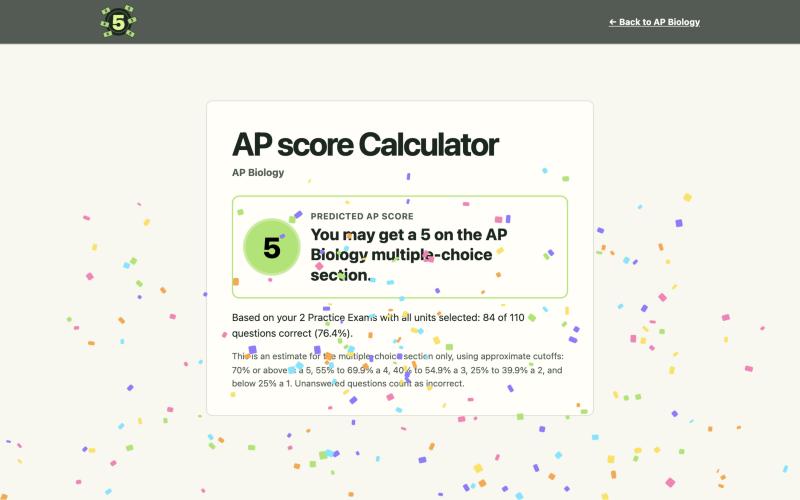 5
← Back to AP Biology
AP score Calculator
AP Biology
5
PREDICTED AP SCORE
You may get a 5 on the AP
Biology multiple-choice
section.
Based on your 2 Practice Exams with all units selected: 84 of 110
questions correct (76.4%).
This is an estimate for the multiple-choice section only, using approximate cutoffs:
70% or above is a 5, 55% to 69.9% a 4, 40% to 54.9% a 3, 25% to 39.9% a 2, and
below 25% a 1. Unanswered questions count as incorrect.